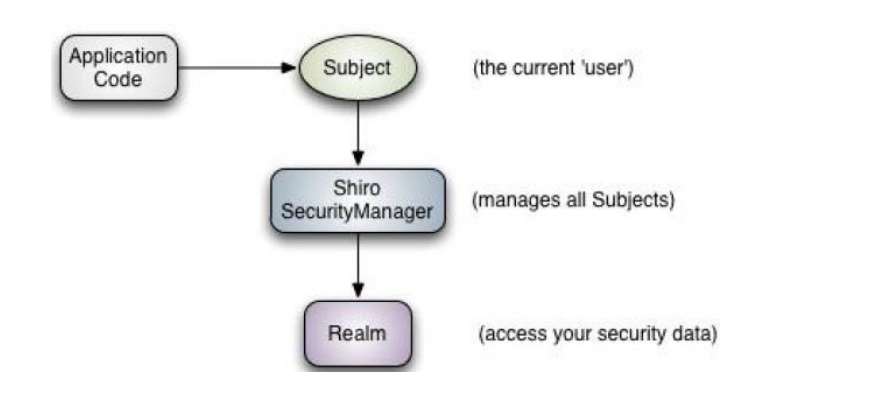 Application
Code
Subject
(the current 'user')
Shiro
SecurityManager
(manages all Subjects)
Realm
(access your security data)